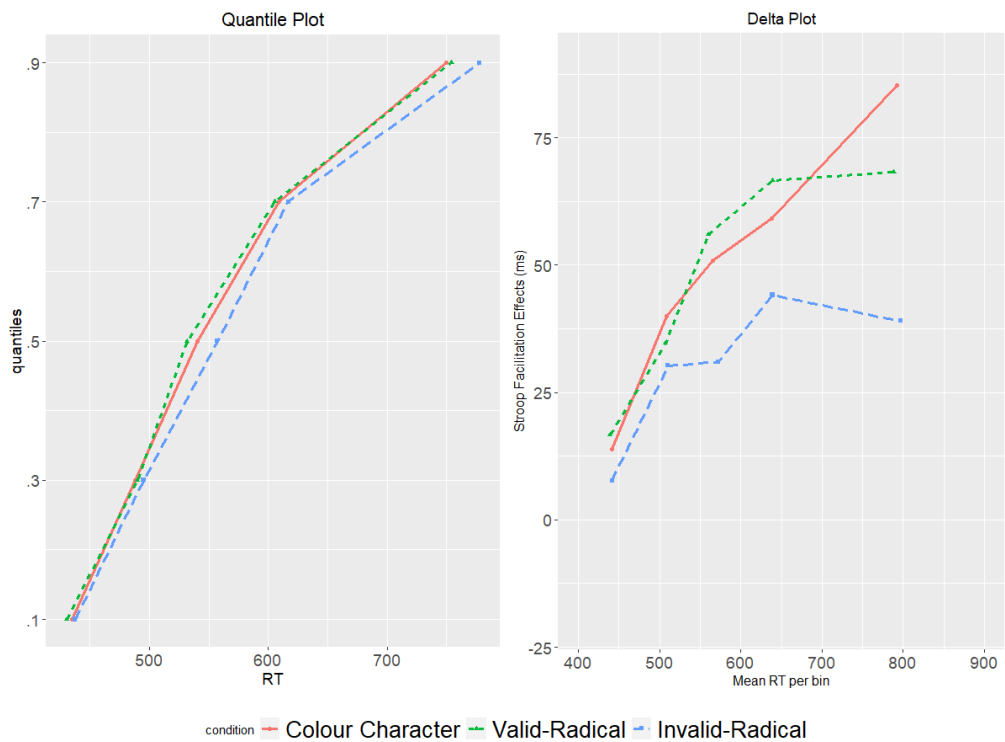 Quantile Plot
.9
.7
.5
.3
.1
quantiles
500 600 700
RT
Delta Plot
75
50
25
0
-25
Stroop Facilitation Effects (ms)
400 500 600 700 800 900
Mean RT per bin
condition Colour Character Valid-Radical Invalid-Radical